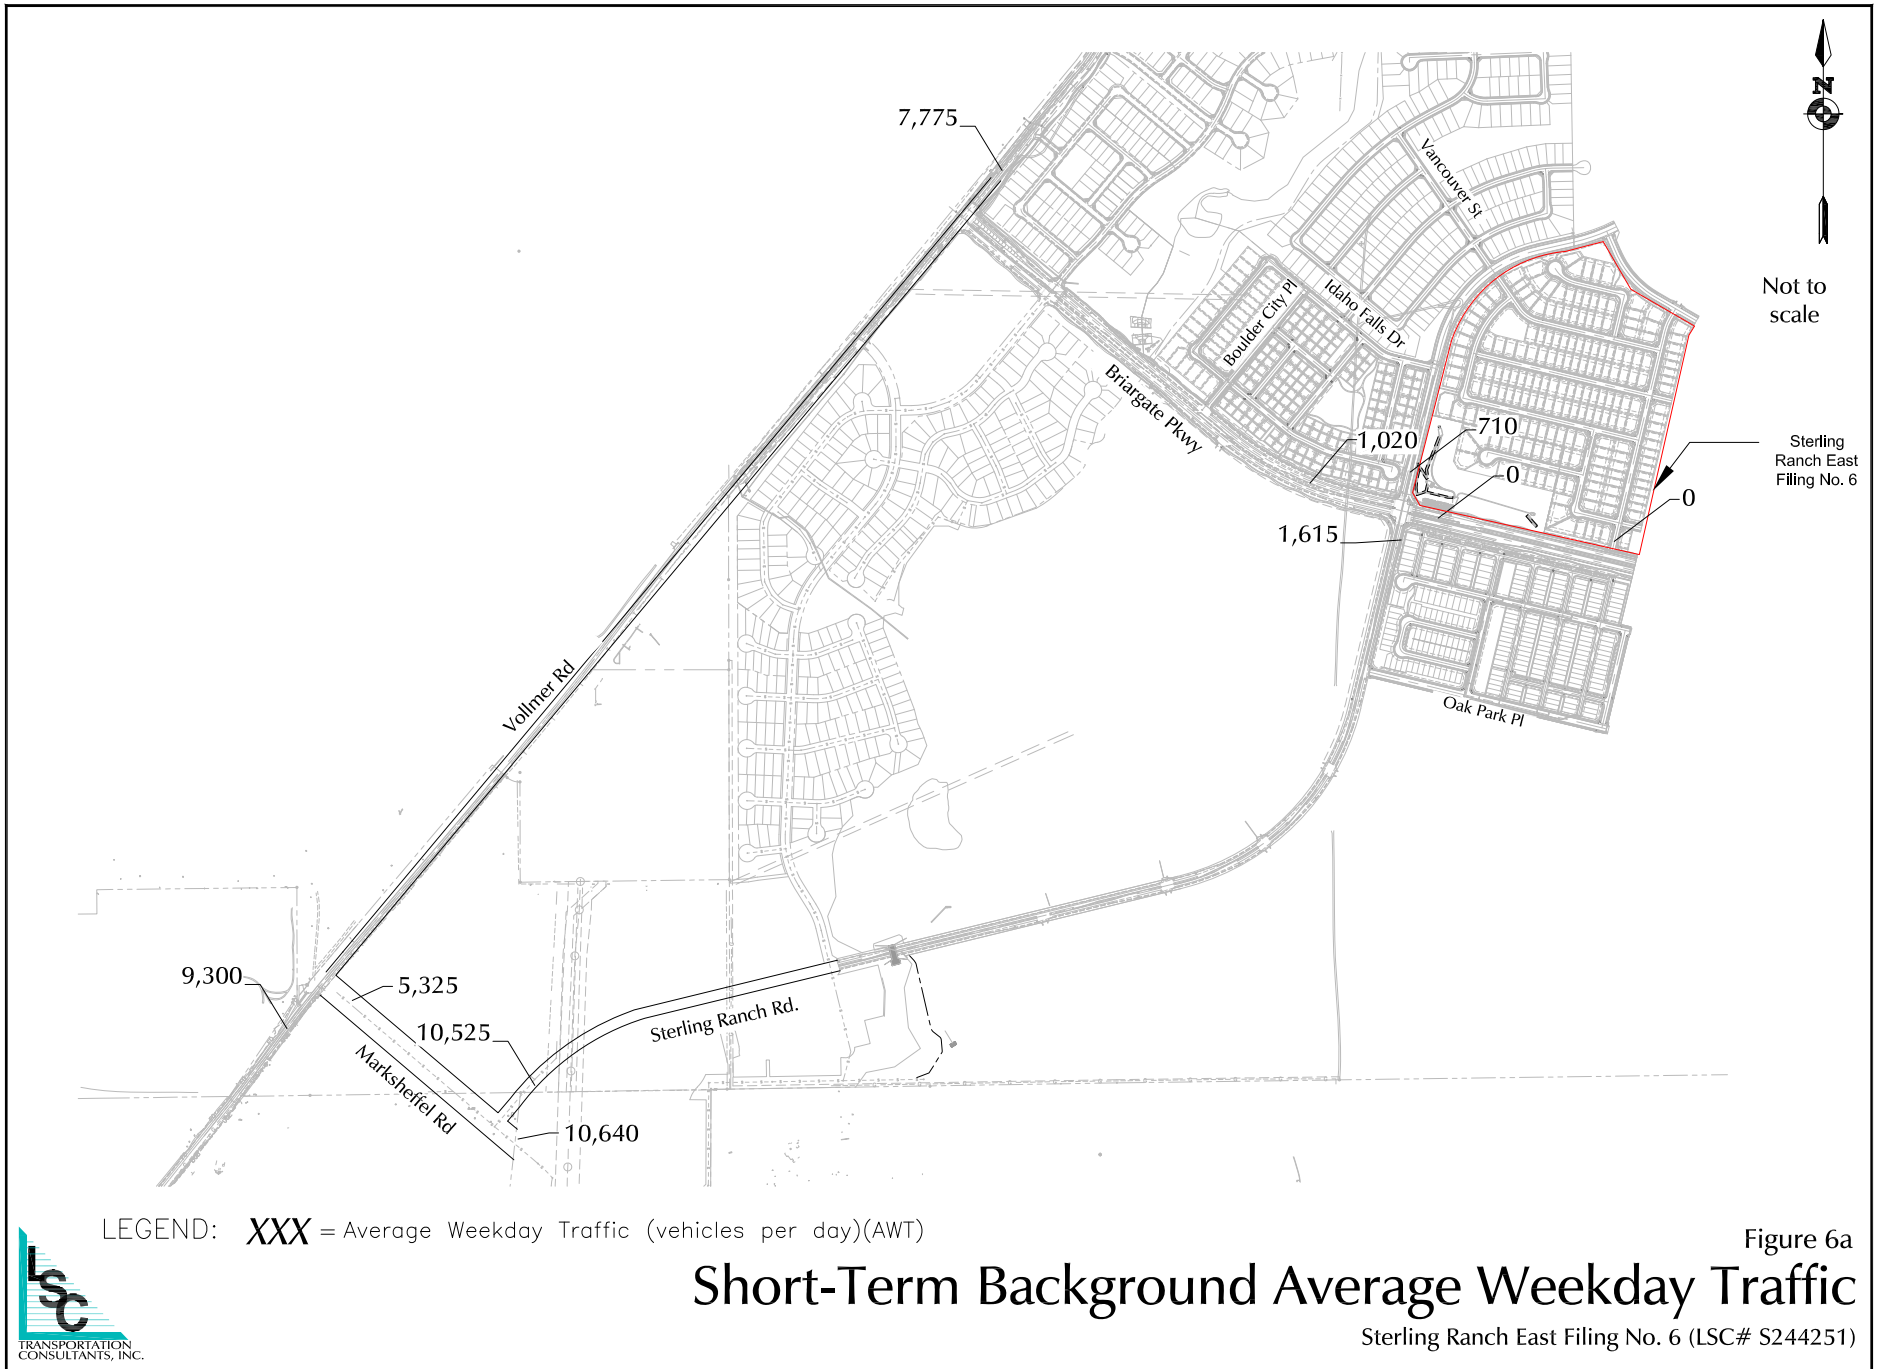 N
Not to
scale
7,775
Vancouver St
Idaho Falls Dr
Boulder City Pl
Briargate Pkwy
1,020
710
0
0
1,615
Sterling
Ranch East
Filing No. 6
Oak Park Pl
Vollmer Rd
9,300
5,325
10,525
Sterling Ranch Rd.
Marksheffel Rd
10,640
LEGEND: XXX = Average Weekday Traffic (vehicles per day)(AWT)
Figure 6a
Short-Term Background Average Weekday Traffic
Sterling Ranch East Filing No. 6 (LSC# S244251)
LSC
TRANSPORTATION
CONSULTANTS, INC.